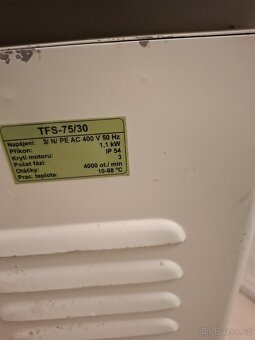 TFS-75/30
Napájení: 3/ N/ PE AC 400 V 50 Hz
Příkon: 1,1 kW
Krytí motoru: IP 54
Počet fází: 3
Otáčky: 4000 ot./ min
Prac. teplota: 10-68 °C